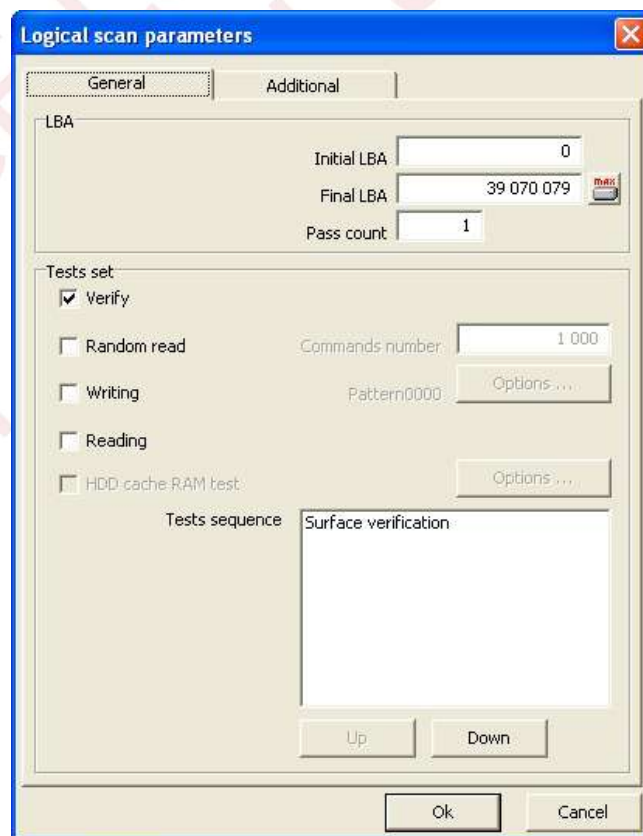 Logical scan parameters
General Additional
LBA
Initial LBA 0
Final LBA 39 070 079 max
Pass count 1
Tests set
Verify
Random read Commands number 1 000
Writing Pattern0000 Options ...
Reading
HDD cache RAM test Options ...
Tests sequence Surface verification
Up Down
Ok Cancel